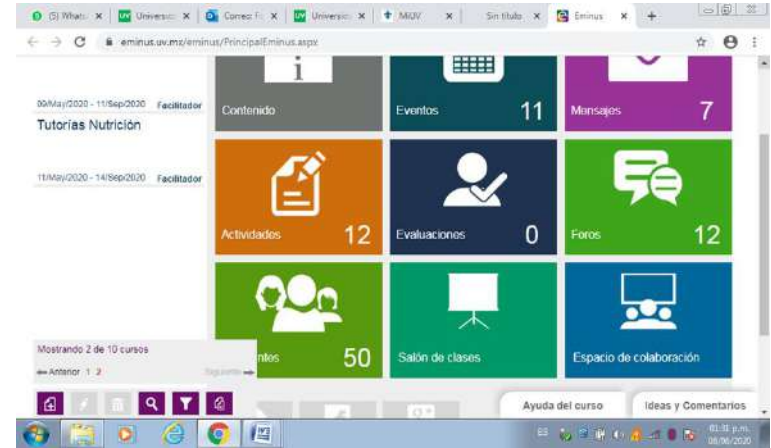 (5) What: Universi: Correo: F Universi: MiUV Sin título Eminus
eminus.uv.mx/eminus/PrincipalEminus.aspx
09/May/2020 - 11/Sep/2020 Facilitador
Tutorías Nutrición
11/May/2020 - 14/Sep/2020 Facilitador
Contenido
Eventos 11
Mensajes 7
Actividades 12
Evaluaciones 0
Foros 12
ntes 50
Salón de clases
Espacio de colaboración
Mostrando 2 de 10 cursos
Anterior 1 2 Siguiente
Ayuda del curso
Ideas y Comentarios
ES
01:31 p.m.
08/06/2020